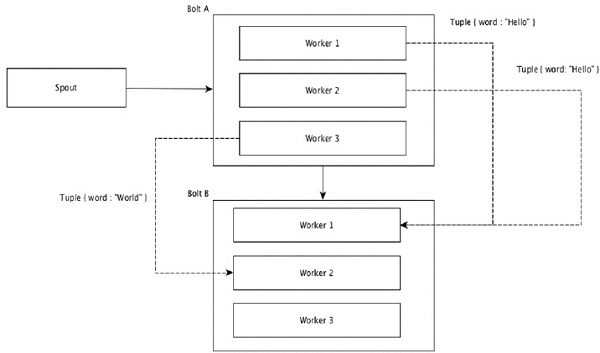 Bolt A
Tuple { word : "Hello" }
Worker 1
Tuple { word: "Hello" }
Spout
Worker 2
Worker 3
Bolt B
Tuple { word : "World" }
Worker 1
Worker 2
Worker 3